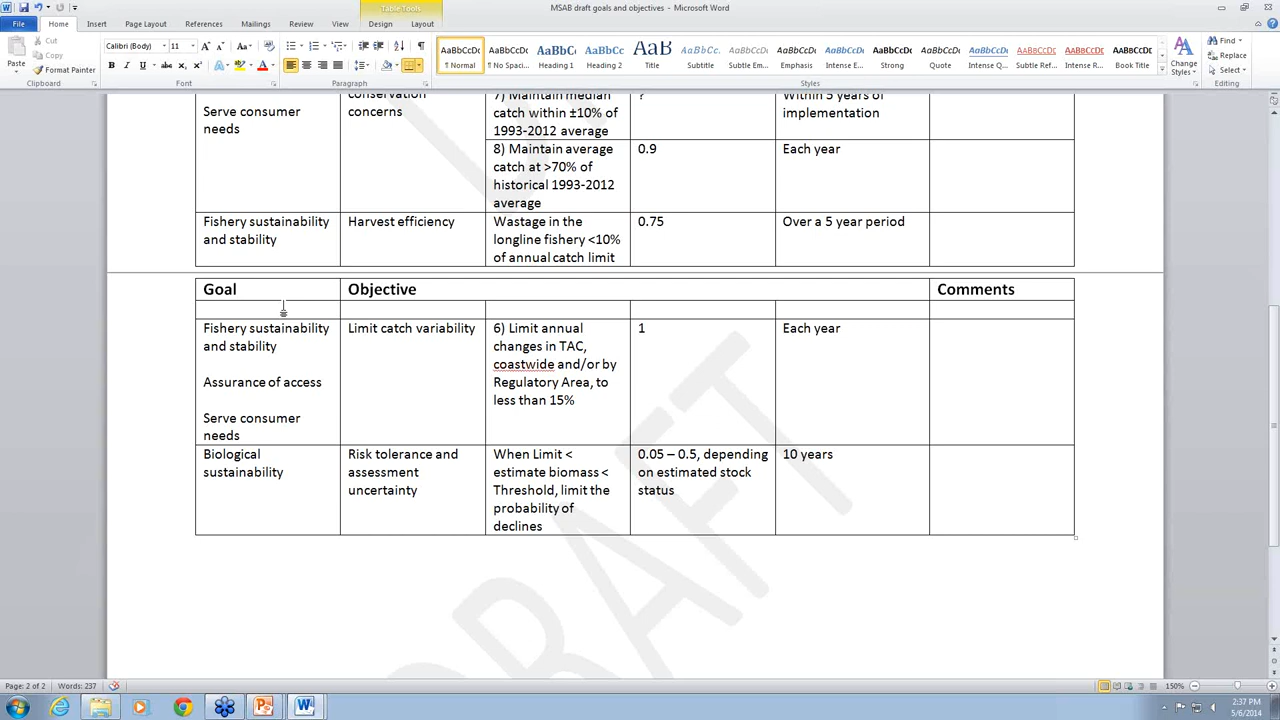 Table Tools
MSAB draft goals and objectives - Microsoft Word
File Home Insert Page Layout References Mailings Review View Design Layout
Paste
Cut
Copy
Format Painter
Clipboard
Calibri (Body) 11
Font
Paragraph
AaBbCcDc AaBbCcDc AaBbCc AaBbCc AaB AaBbCcL AaBbCcDc AaBbCcDc AaBbCcDc AaBbCcDc AaBbCcDc AaBbCcDc AaBbCcDc AaBbCcDc
¶ Normal ¶ No Spaci... Heading 1 Heading 2 Title Subtitle Subtle Em... Emphasis Intense E... Strong Quote Intense Q... Subtle Ref... Intense R... Book Title
Change Styles
Styles
Find
Replace
Select
Editing
Serve consumer
needs
conservation
concerns
7) Maintain median
catch within ±10% of
1993-2012 average
?
Within 5 years of
implementation
8) Maintain average
catch at >70% of
historical 1993-2012
average
0.9
Each year
Fishery sustainability
and stability
Harvest efficiency
Wastage in the
longline fishery <10%
of annual catch limit
0.75
Over a 5 year period
Goal Objective Comments
Fishery sustainability
and stability
Assurance of access
Serve consumer
needs
Limit catch variability
6) Limit annual
changes in TAC,
coastwide and/or by
Regulatory Area, to
less than 15%
1
Each year
Biological
sustainability
Risk tolerance and
assessment
uncertainty
When Limit <
estimate biomass <
Threshold, limit the
probability of
declines
0.05 – 0.5, depending
on estimated stock
status
10 years
DRAFT
Page: 2 of 2 Words: 237
150%
2:37 PM
5/6/2014